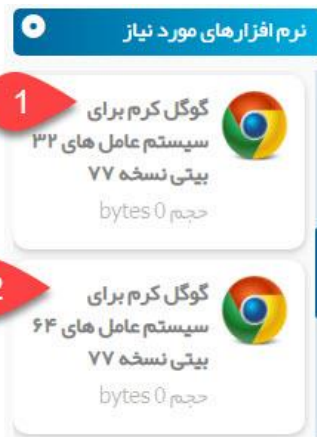 نرم افزارهای مورد نیاز
1
گوگل کرم برای
سیستم عامل های ۳۲
بیتی نسخه ۷۷
حجم 0 bytes
2
گوگل کرم برای
سیستم عامل های ۶۴
بیتی نسخه ۷۷
حجم 0 bytes